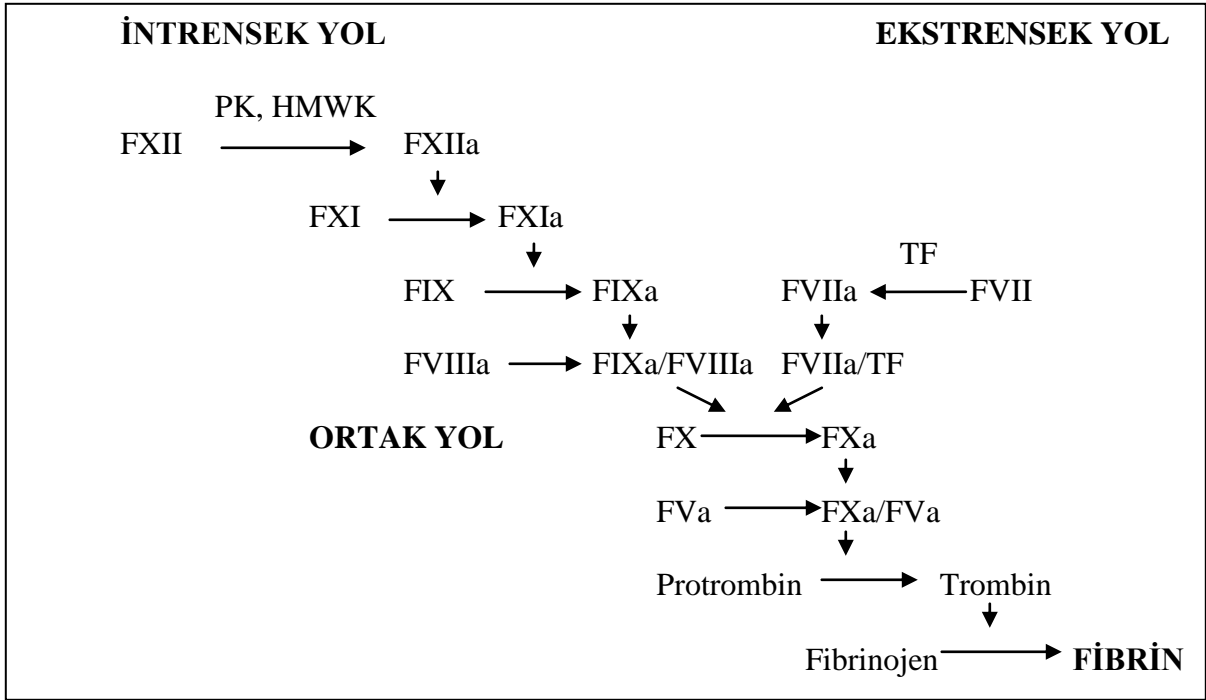 İNTRENSEK YOL EKSTRENSEK YOL
PK, HMWK
FXII FXIIa
FXI FXIa
TF
FIX FIXa FVIIa FVII
FVIIIa FIXa/FVIIIa FVIIa/TF
ORTAK YOL FX FXa
FVa FXa/FVa
Protrombin Trombin
Fibrinojen FİBRİN